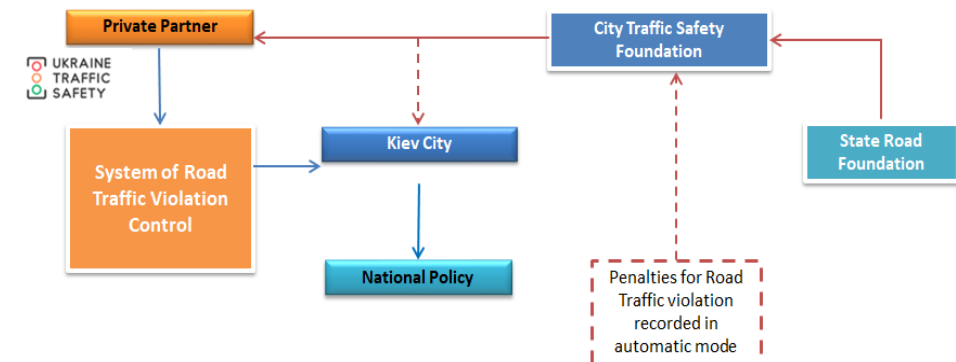 Private Partner
City Traffic Safety
Foundation
UKRAINE
TRAFFIC
SAFETY
Kiev City
State Road
Foundation
System of Road
Traffic Violation
Control
National Policy
Penalties for Road
Traffic violation
recorded in
automatic mode